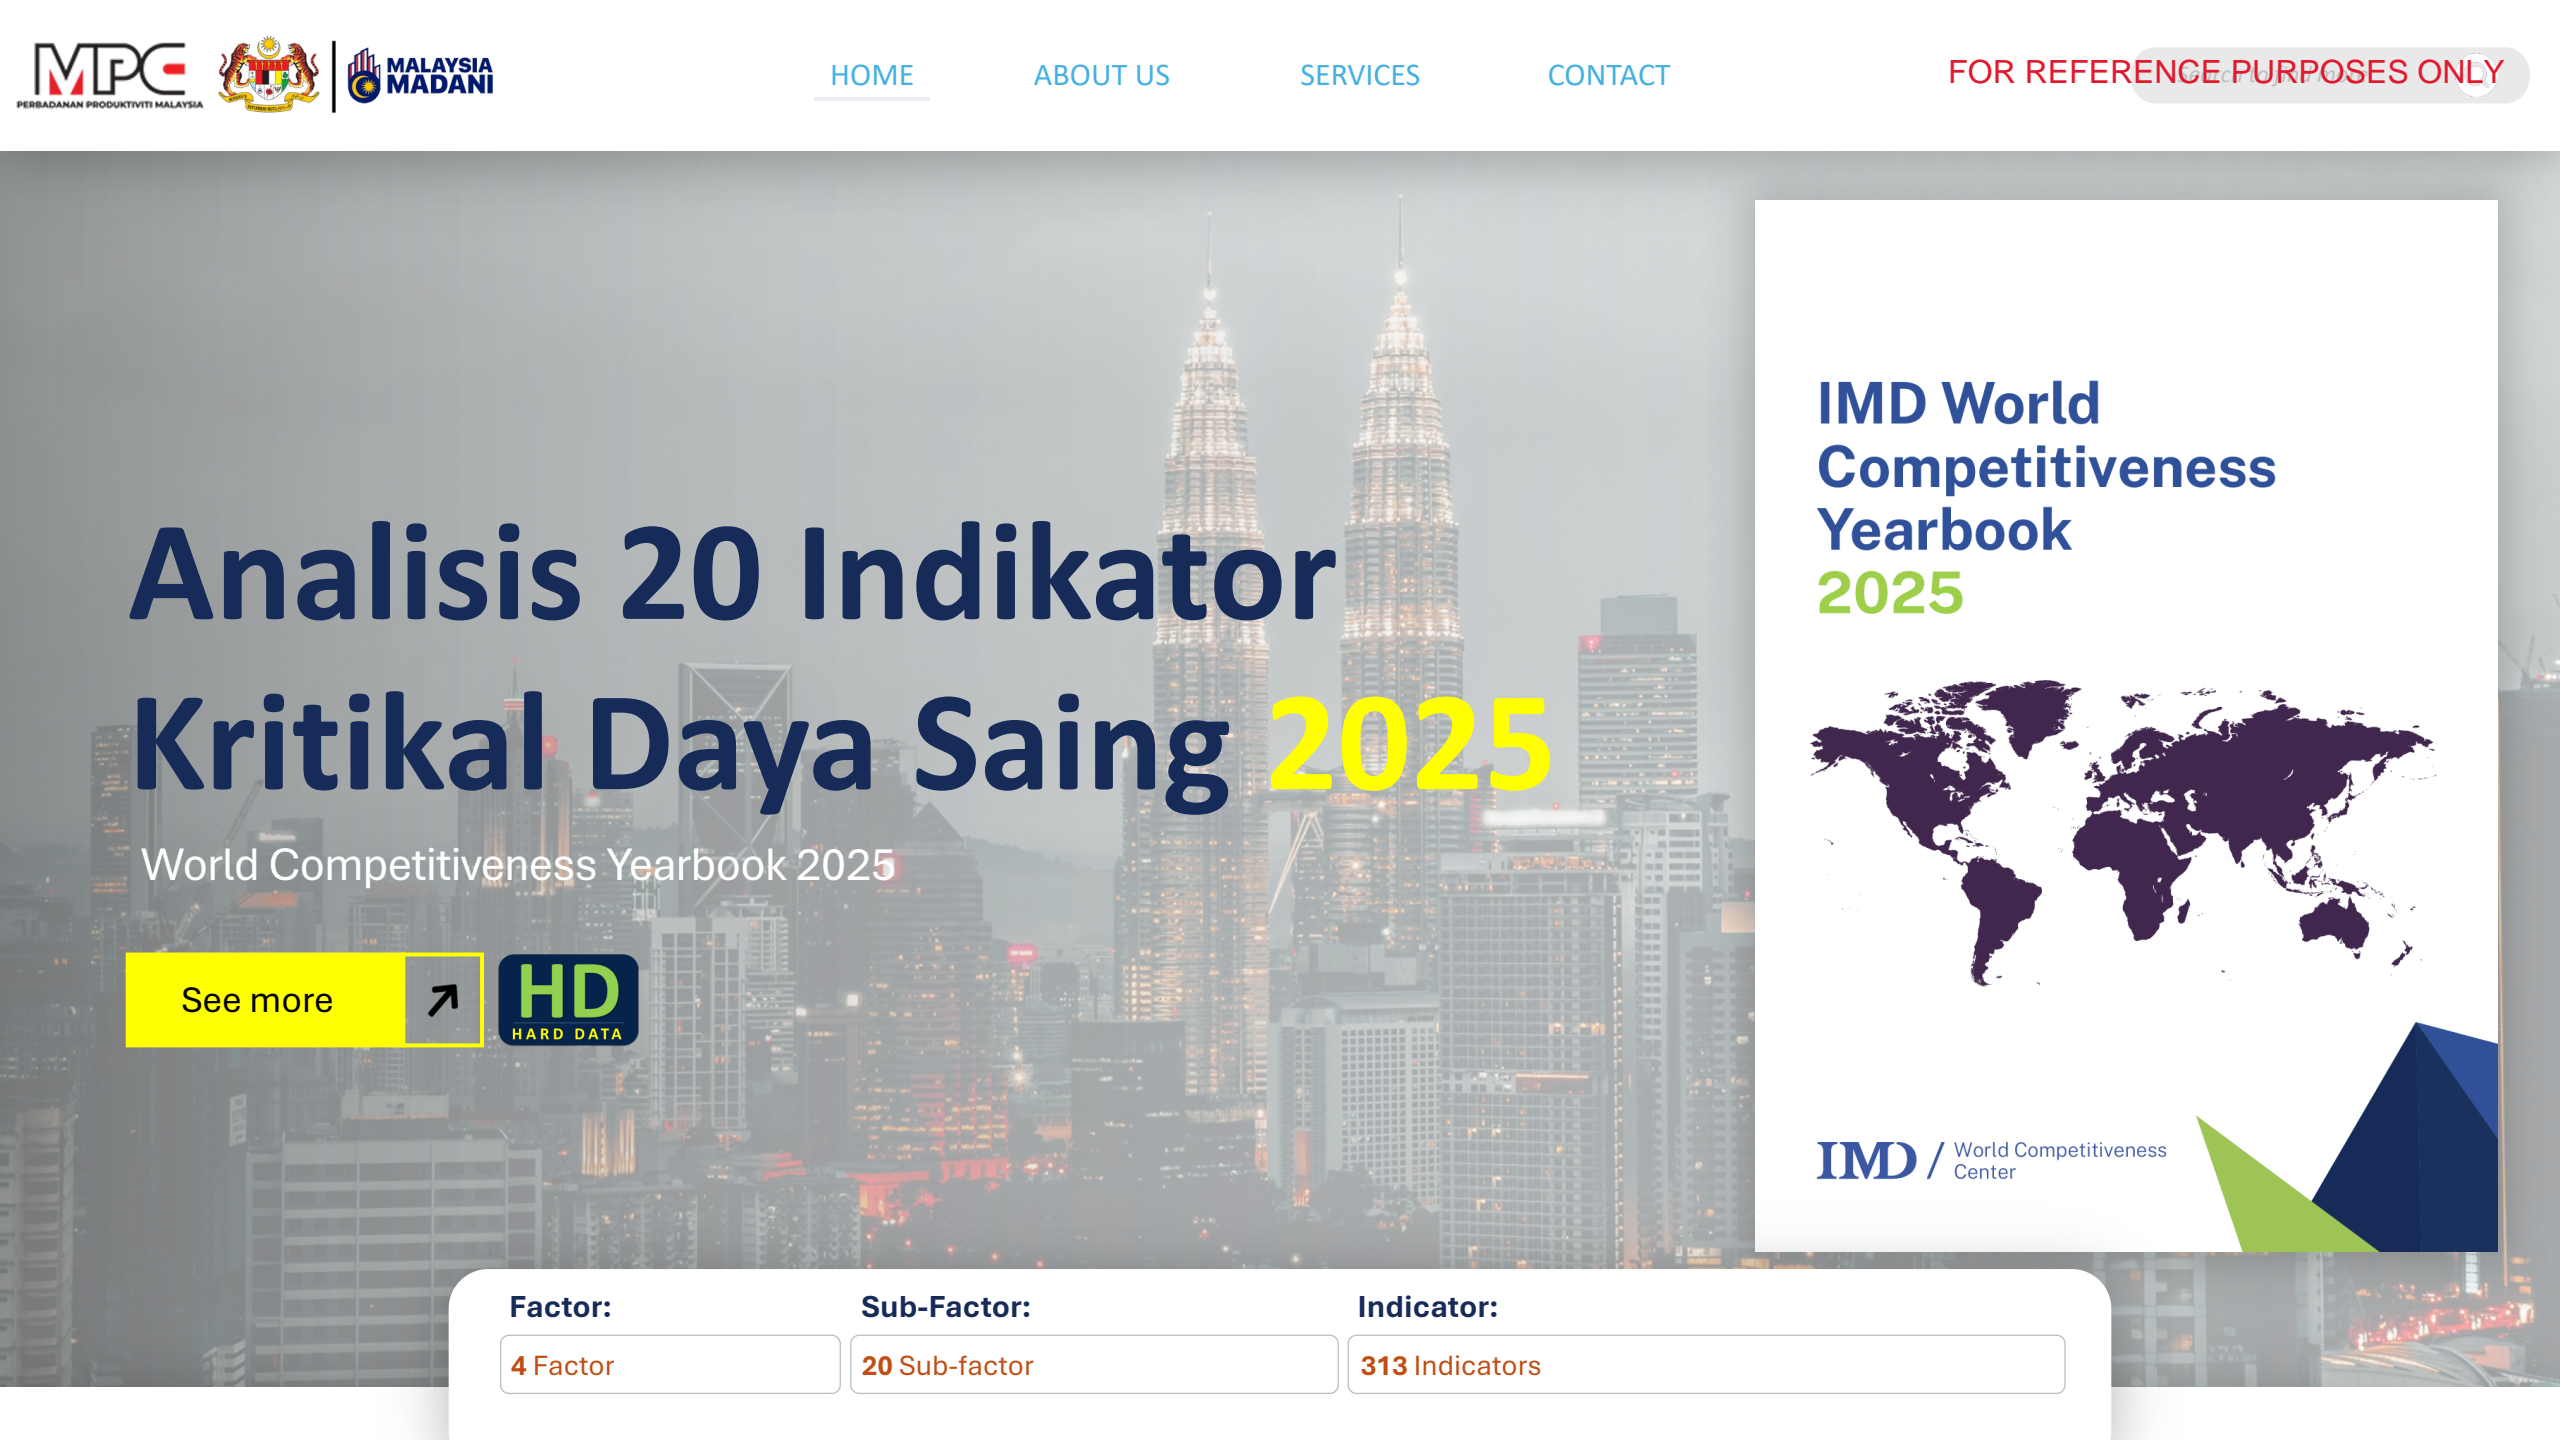 MPC
PERBADANAN PRODUKTIVITI MALAYSIA
MALAYSIA
MADANI
HOME
ABOUT US
SERVICES
CONTACT
FOR REFERENCE PURPOSES ONLY
IMD World
Competitiveness
Yearbook
2025
Analisis 20 Indikator
Kritikal Daya Saing 2025
World Competitiveness Yearbook 2025
See more
HD
HARD DATA
IMD / World Competitiveness
Center
Factor:
Sub-Factor:
Indicator:
4 Factor
20 Sub-factor
313 Indicators